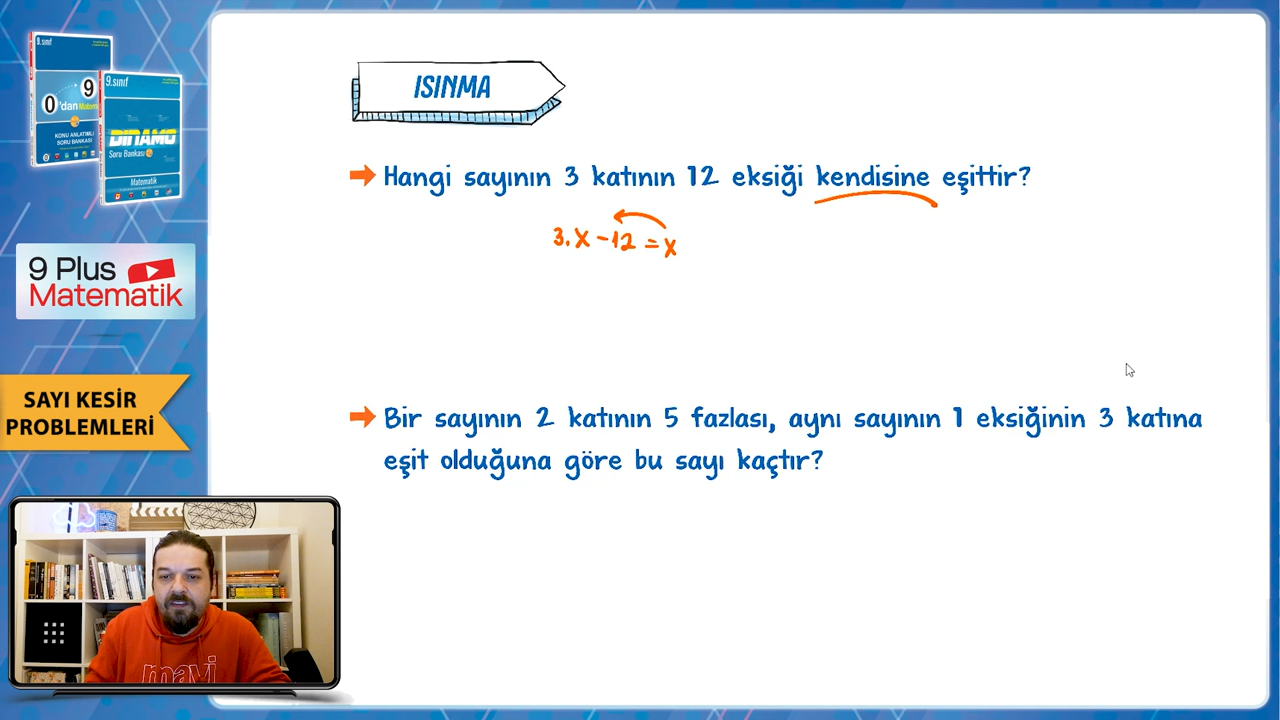 9.sınıf
0'dan 9
Matematik
KONU ANLATIMLI
SORU BANKASI
9.sınıf
DİNAMO
Soru Bankası
Matematik
9 Plus
Matematik
SAYI KESİR
PROBLEMLERİ
ISINMA
Hangi sayının 3 katının 12 eksiği kendisine eşittir?
3.x-12=x
Bir sayının 2 katının 5 fazlası, aynı sayının 1 eksiğinin 3 katına
eşit olduğuna göre bu sayı kaçtır?
mavi